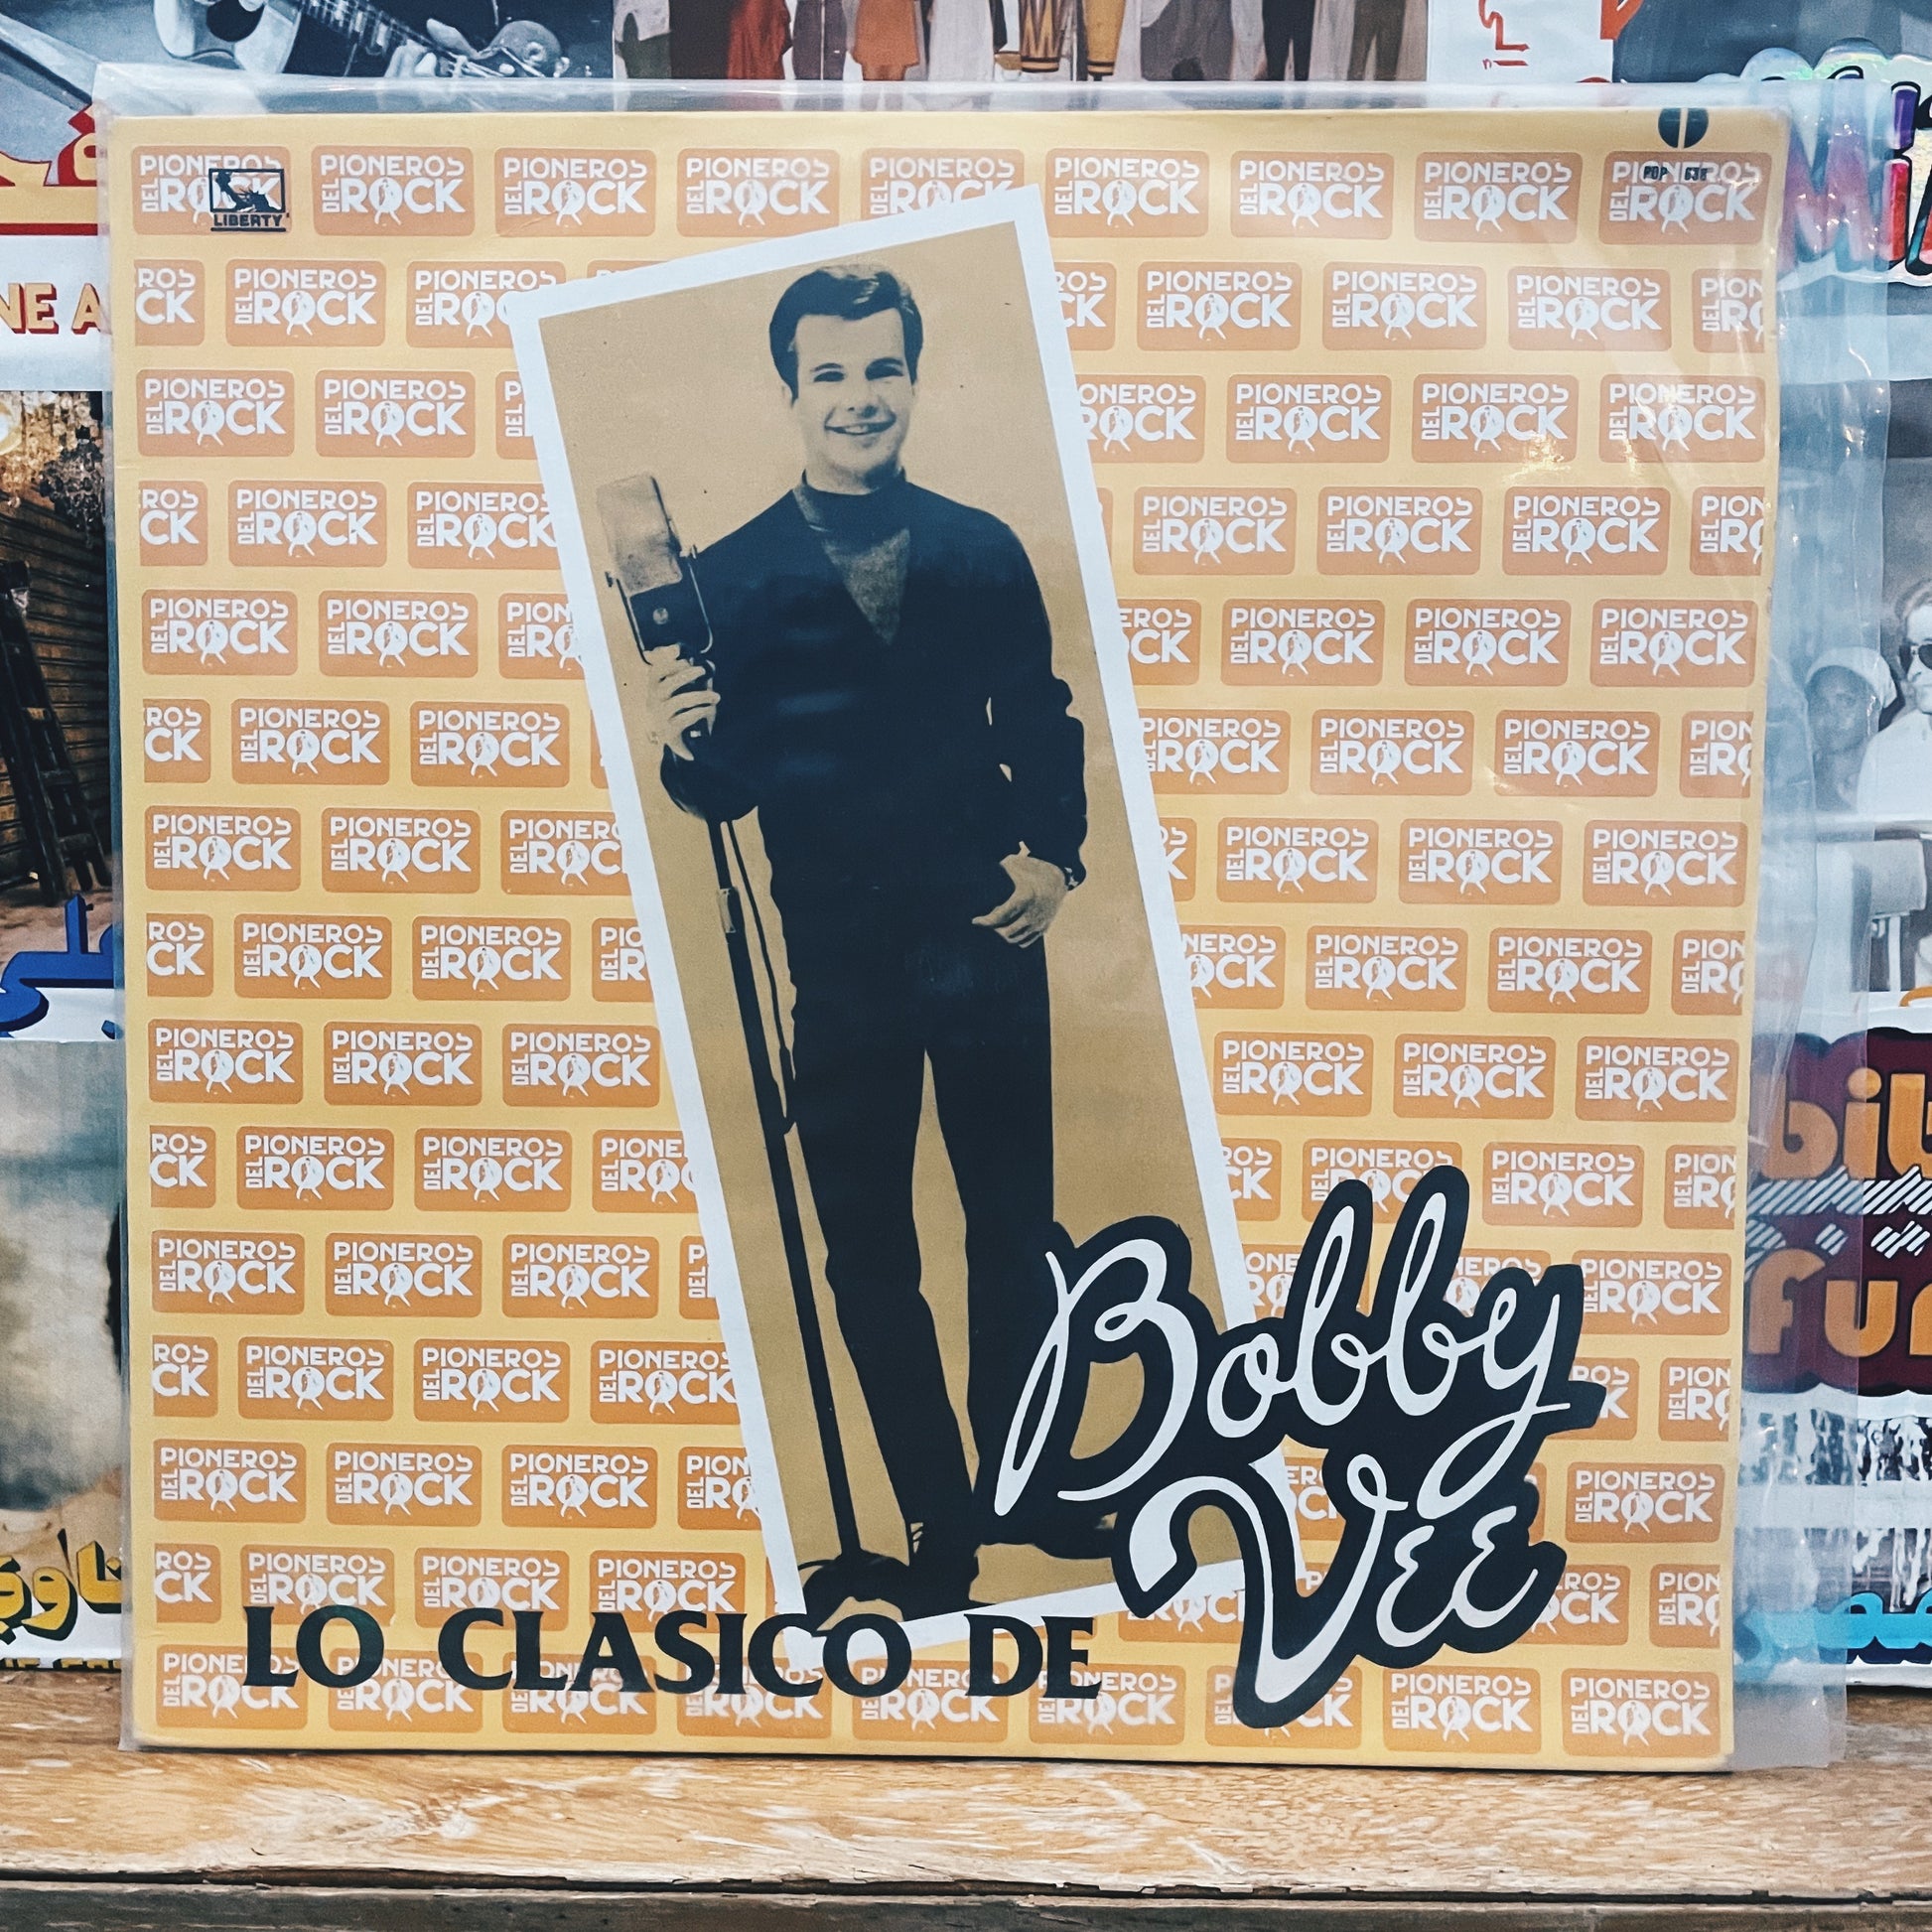 LIBERTY
PIONEROS
DEL ROCK
Bobby
Vee
LO CLASICO DE